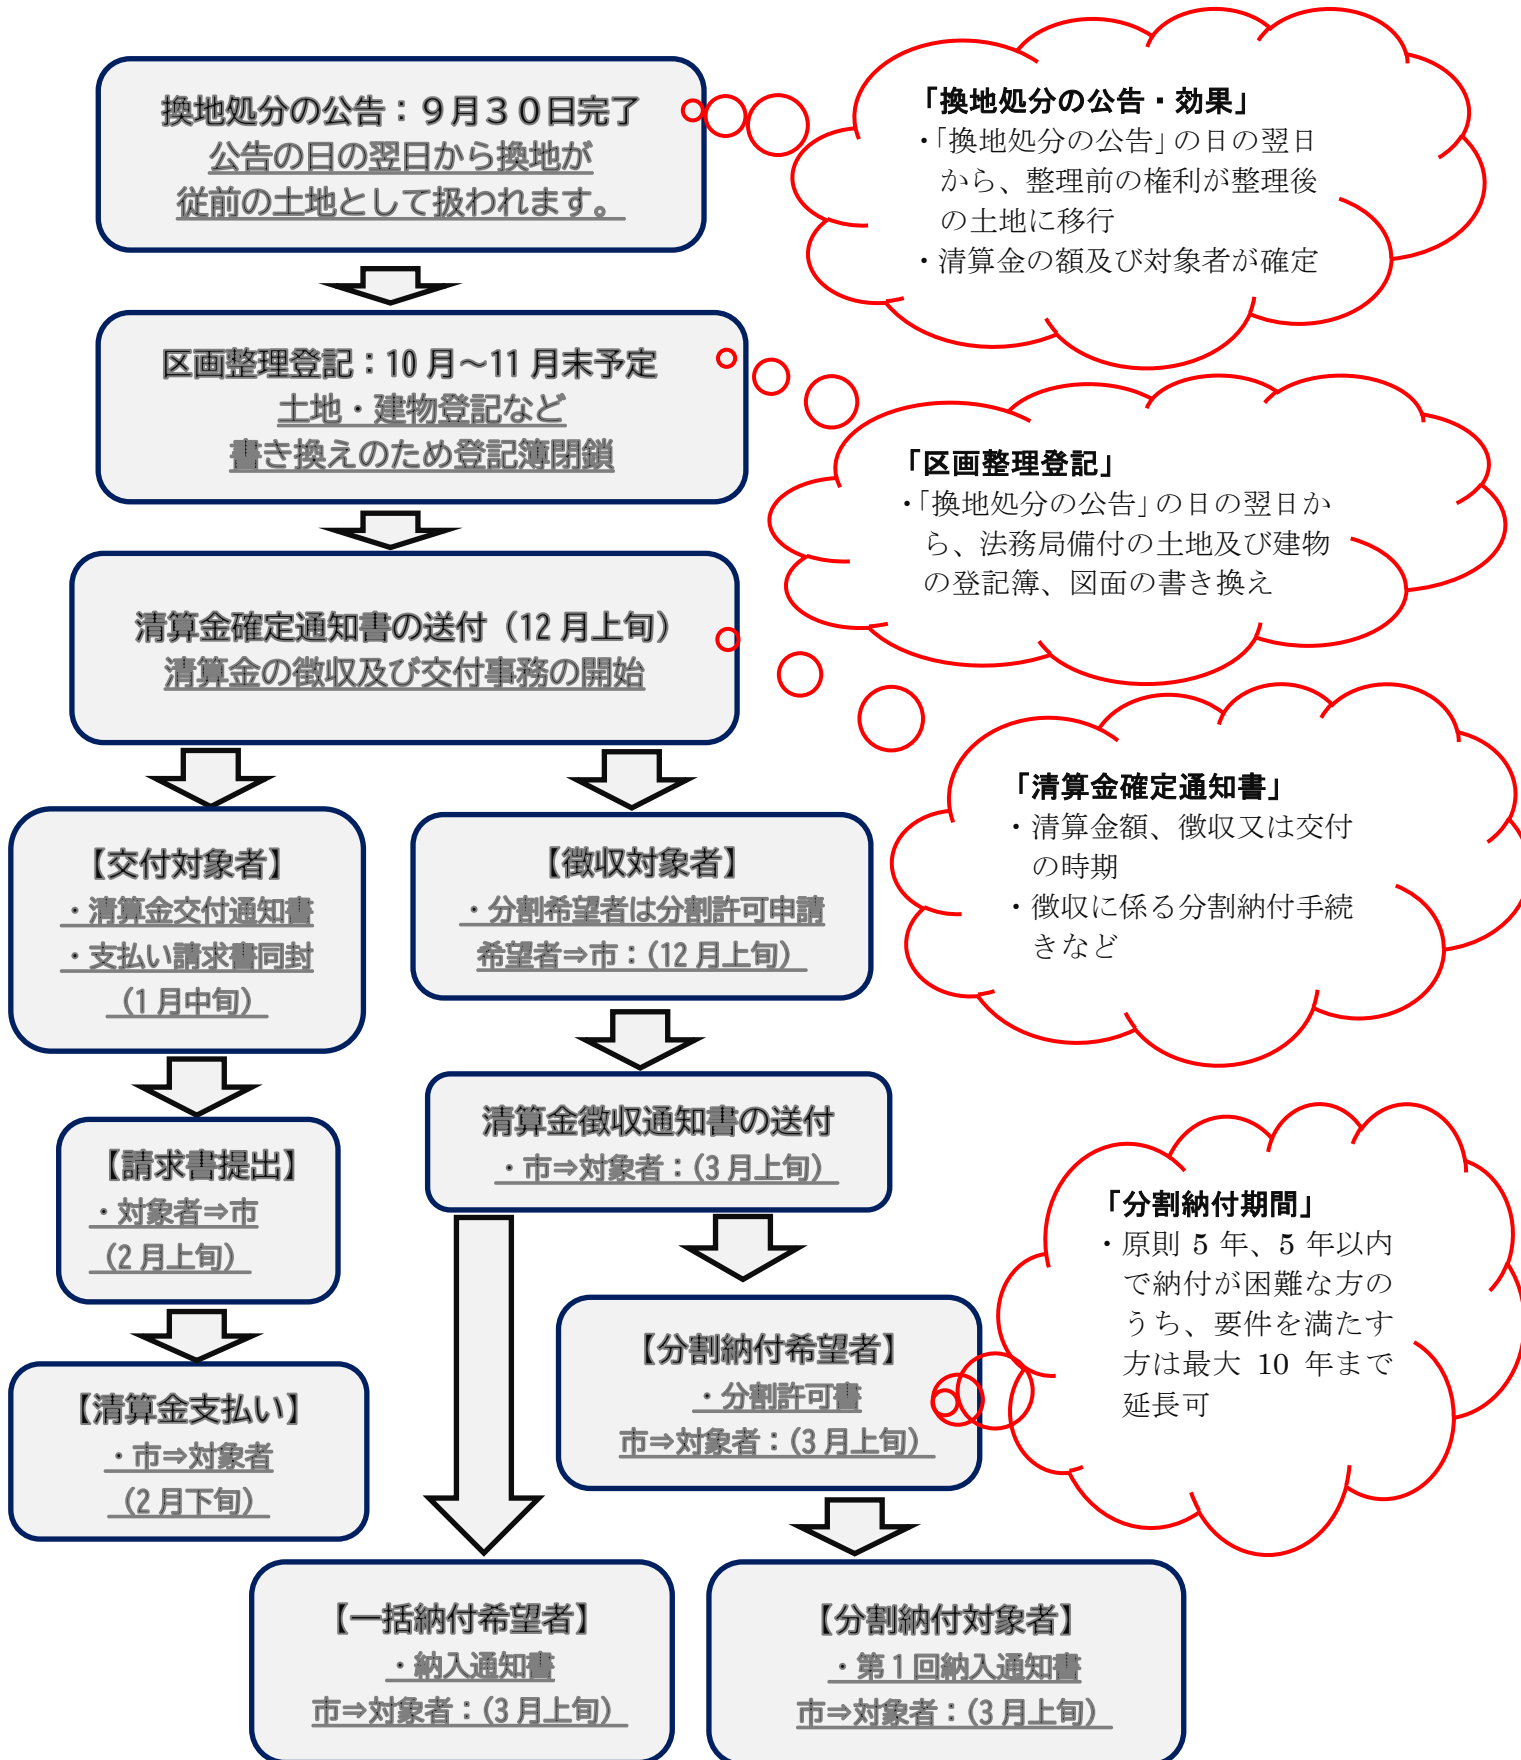 換地処分の公告：９月３０日完了
公告の日の翌日から換地が
従前の土地として扱われます。
「換地処分の公告・効果」
・「換地処分の公告」の日の翌日
から、整理前の権利が整理後
の土地に移行
・清算金の額及び対象者が確定
区画整理登記：10月～11月末予定
土地・建物登記など
書き換えのため登記簿閉鎖
「区画整理登記」
・「換地処分の公告」の日の翌日か
ら、法務局備付の土地及び建物
の登記簿、図面の書き換え
清算金確定通知書の送付（12月上旬）
清算金の徴収及び交付事務の開始
「清算金確定通知書」
・清算金額、徴収又は交付
の時期
・徴収に係る分割納付手続
きなど
【交付対象者】
・清算金交付通知書
・支払い請求書同封
（1月中旬）
【徴収対象者】
・分割希望者は分割許可申請
希望者⇒市：（12月上旬）
【請求書提出】
・対象者⇒市
（2月上旬）
清算金徴収通知書の送付
・市⇒対象者：（3月上旬）
「分割納付期間」
・原則 5 年、5 年以内
で納付が困難な方の
うち、要件を満たす
方は最大 10 年まで
延長可
【清算金支払い】
・市⇒対象者
（2月下旬）
【分割納付希望者】
・分割許可書
市⇒対象者：（3月上旬）
【一括納付希望者】
・納入通知書
市⇒対象者：（3月上旬）
【分割納付対象者】
・第1回納入通知書
市⇒対象者：（3月上旬）